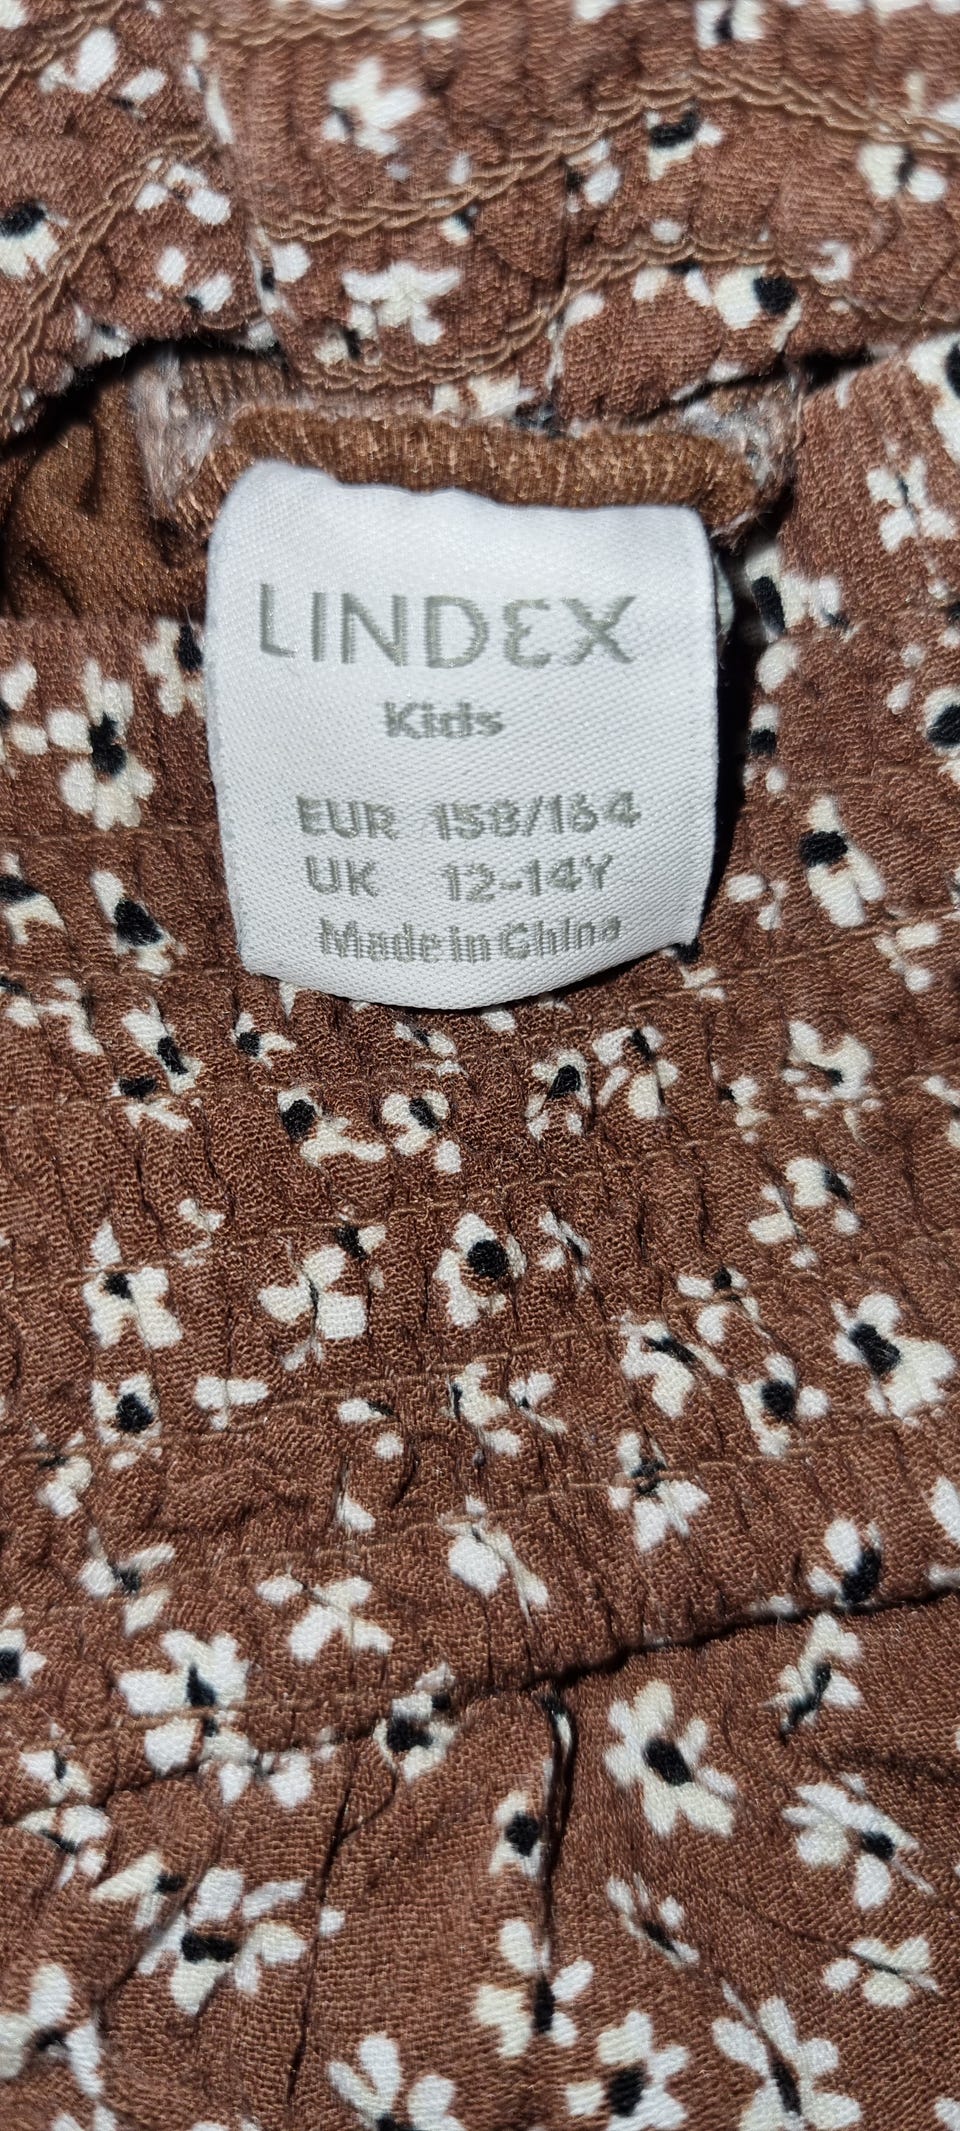 LINDEX
Kids
EUR 158/164
UK 12-14Y
Made in China